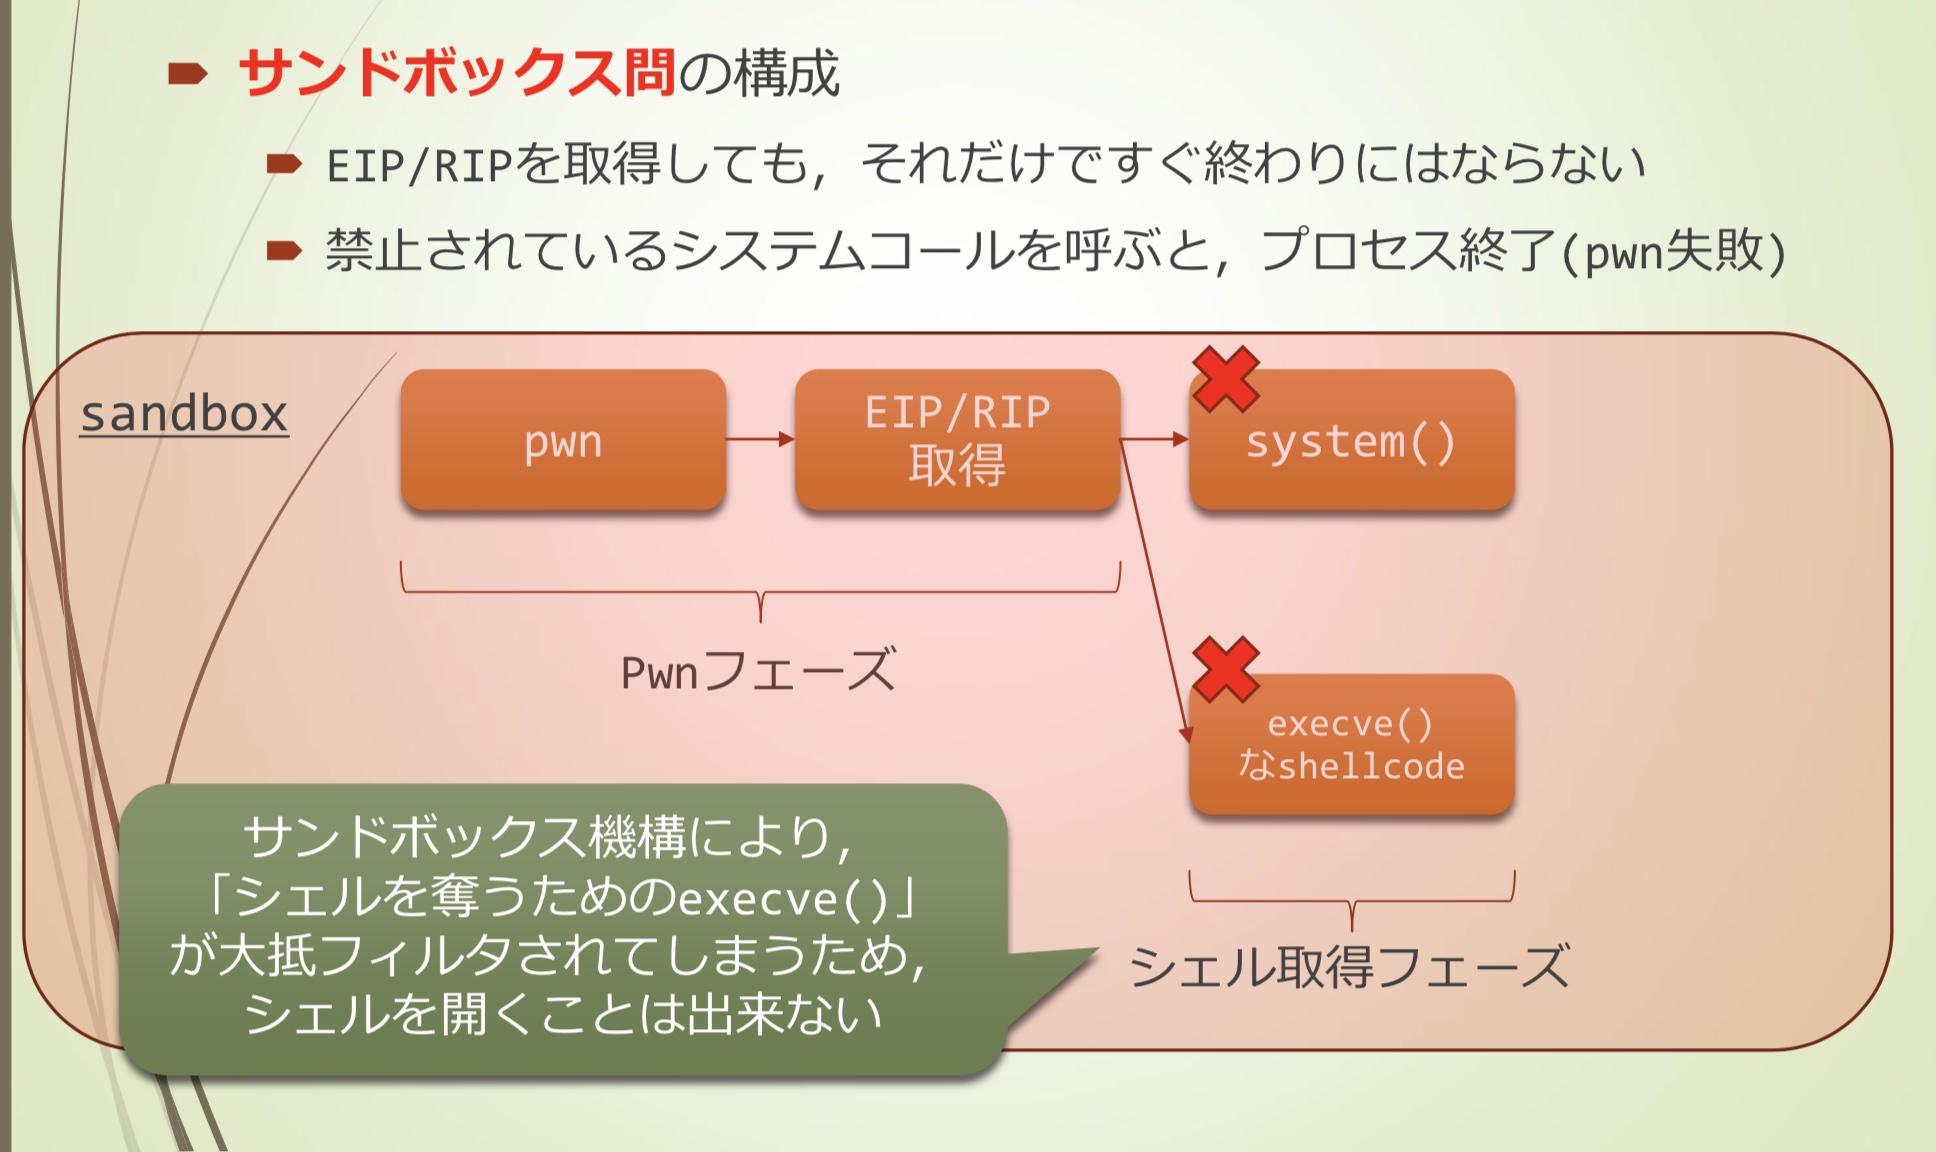 サンドボックス問の構成
EIP/RIPを取得しても, それだけですぐ終わりにはならない
禁止されているシステムコールを呼ぶと, プロセス終了(pwn失敗)
sandbox
pwn
EIP/RIP
取得
system()
Pwnフェーズ
execve()
なshellcode
サンドボックス機構により,
「シェルを奪うためのexecve()」
が大抵フィルタされてしまうため,
シェルを開くことは出来ない
シェル取得フェーズ